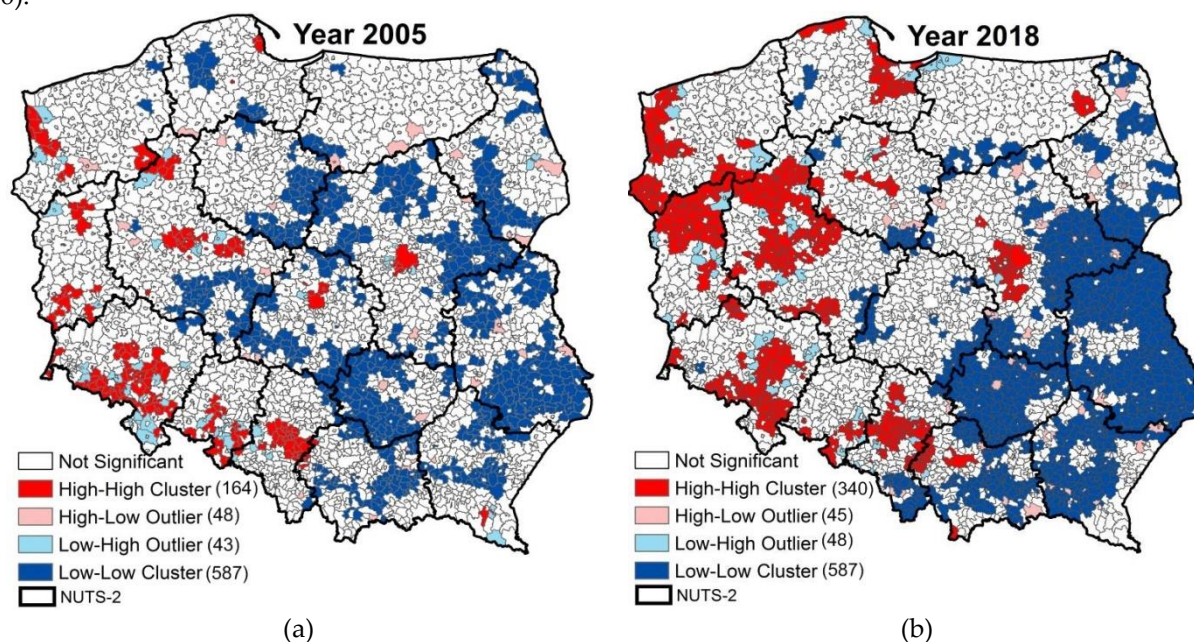 6).
Year 2005
Year 2018
Not Significant
High-High Cluster (164)
High-Low Outlier (48)
Low-High Outlier (43)
Low-Low Cluster (587)
NUTS-2
Not Significant
High-High Cluster (340)
High-Low Outlier (45)
Low-High Outlier (48)
Low-Low Cluster (587)
NUTS-2
(a)
(b)